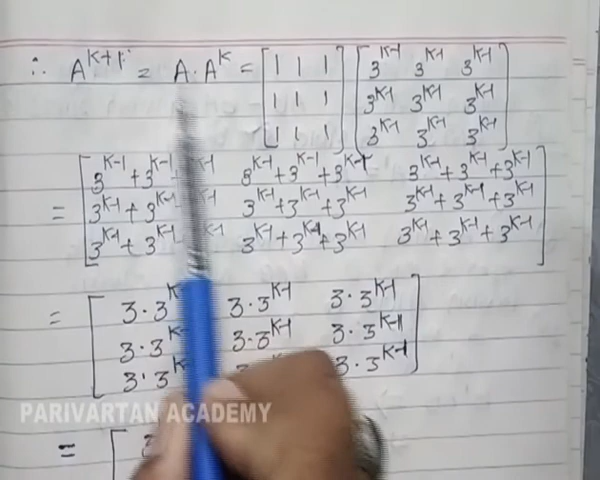 ∴ A^{K+1} = A·A^K = [1 1 1] [3^{K-1} 3^{K-1} 3^{K-1}]
[1 1 1] [3^{K-1} 3^{K-1} 3^{K-1}]
[1 1 1] [3^{K-1} 3^{K-1} 3^{K-1}]
[3^{K-1}+3^{K-1} 3^{K-1}+3^{K-1}+3^{K-1} 3^{K-1}+3^{K-1}+3^{K-1}]
= [3^{K-1}+3^{K-1} 3^{K-1}+3^{K-1}+3^{K-1} 3^{K-1}+3^{K-1}+3^{K-1}]
[3^{K-1}+3^{K-1} 3^{K-1}+3^{K-1}+3^{K-1} 3^{K-1}+3^{K-1}+3^{K-1}]
= [3·3^K 3·3^{K-1} 3·3^{K-1}]
[3·3^K 3·3^{K-1} 3·3^{K-1}]
[3·3^K 3·3^{K-1}]
PARIVARTAN ACADEMY
= [